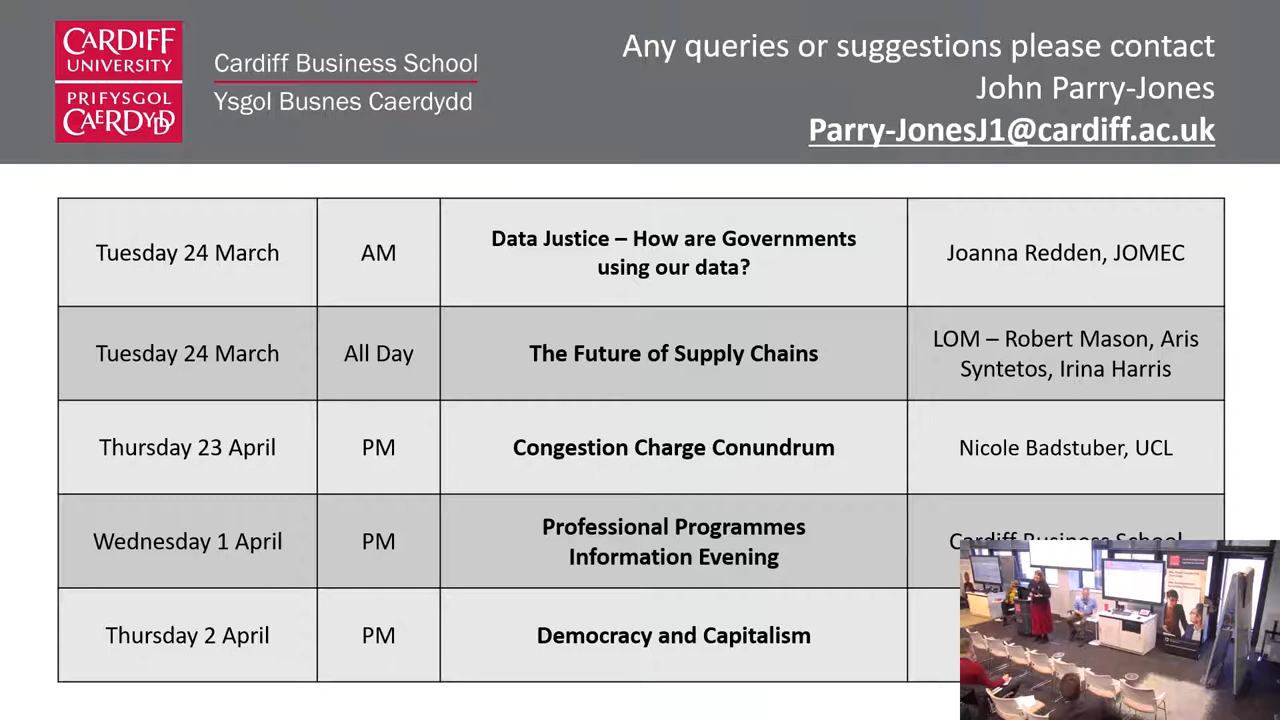 CARDIFF
UNIVERSITY
PRIFYSGOL
CAERDYDD
Cardiff Business School
Ysgol Busnes Caerdydd
Any queries or suggestions please contact
John Parry-Jones
Parry-JonesJ1@cardiff.ac.uk
Tuesday 24 March
AM
Data Justice – How are Governments
using our data?
Joanna Redden, JOMEC
Tuesday 24 March
All Day
The Future of Supply Chains
LOM – Robert Mason, Aris
Syntetos, Irina Harris
Thursday 23 April
PM
Congestion Charge Conundrum
Nicole Badstuber, UCL
Wednesday 1 April
PM
Professional Programmes
Information Evening
Cardiff Business School
Thursday 2 April
PM
Democracy and Capitalism